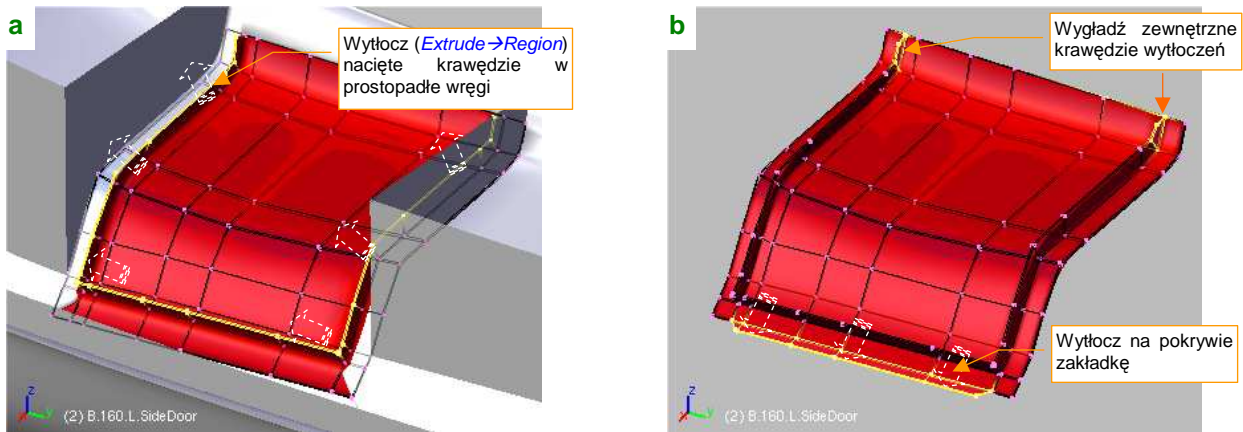 a
Wytłocz (Extrude→Region)
nacięte krawędzie w
prostopadłe wręgi
z
x
y
(2) B.160.L.SideDoor
b
Wygładź zewnętrzne
krawędzie wytłoczeń
Wytłocz na pokrywie
zakładkę
z
x
y
(2) B.160.L.SideDoor